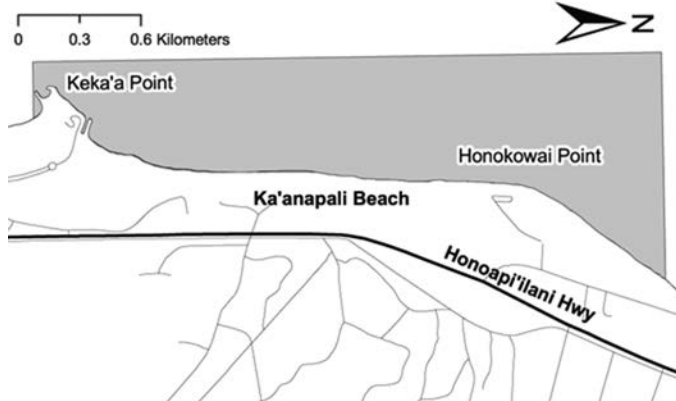 0 0.3 0.6 Kilometers
N
Keka'a Point
Honokowai Point
Ka'anapali Beach
Honoapi'ilani Hwy